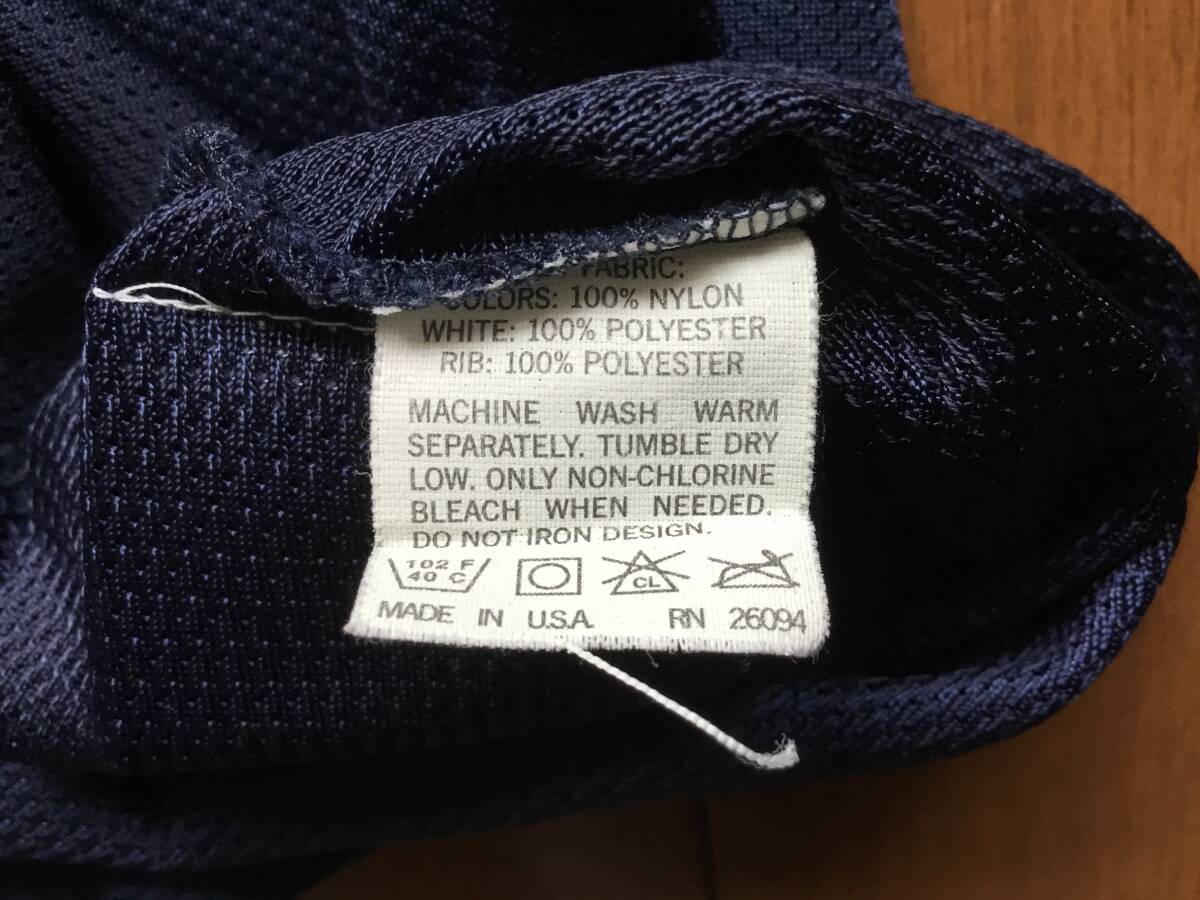 FABRIC:
COLORS: 100% NYLON
WHITE: 100% POLYESTER
RIB: 100% POLYESTER
MACHINE WASH WARM
SEPARATELY. TUMBLE DRY
LOW. ONLY NON-CHLORINE
BLEACH WHEN NEEDED.
DO NOT IRON DESIGN.
102 F
40 C
CL
MADE IN U.S.A. RN 26094